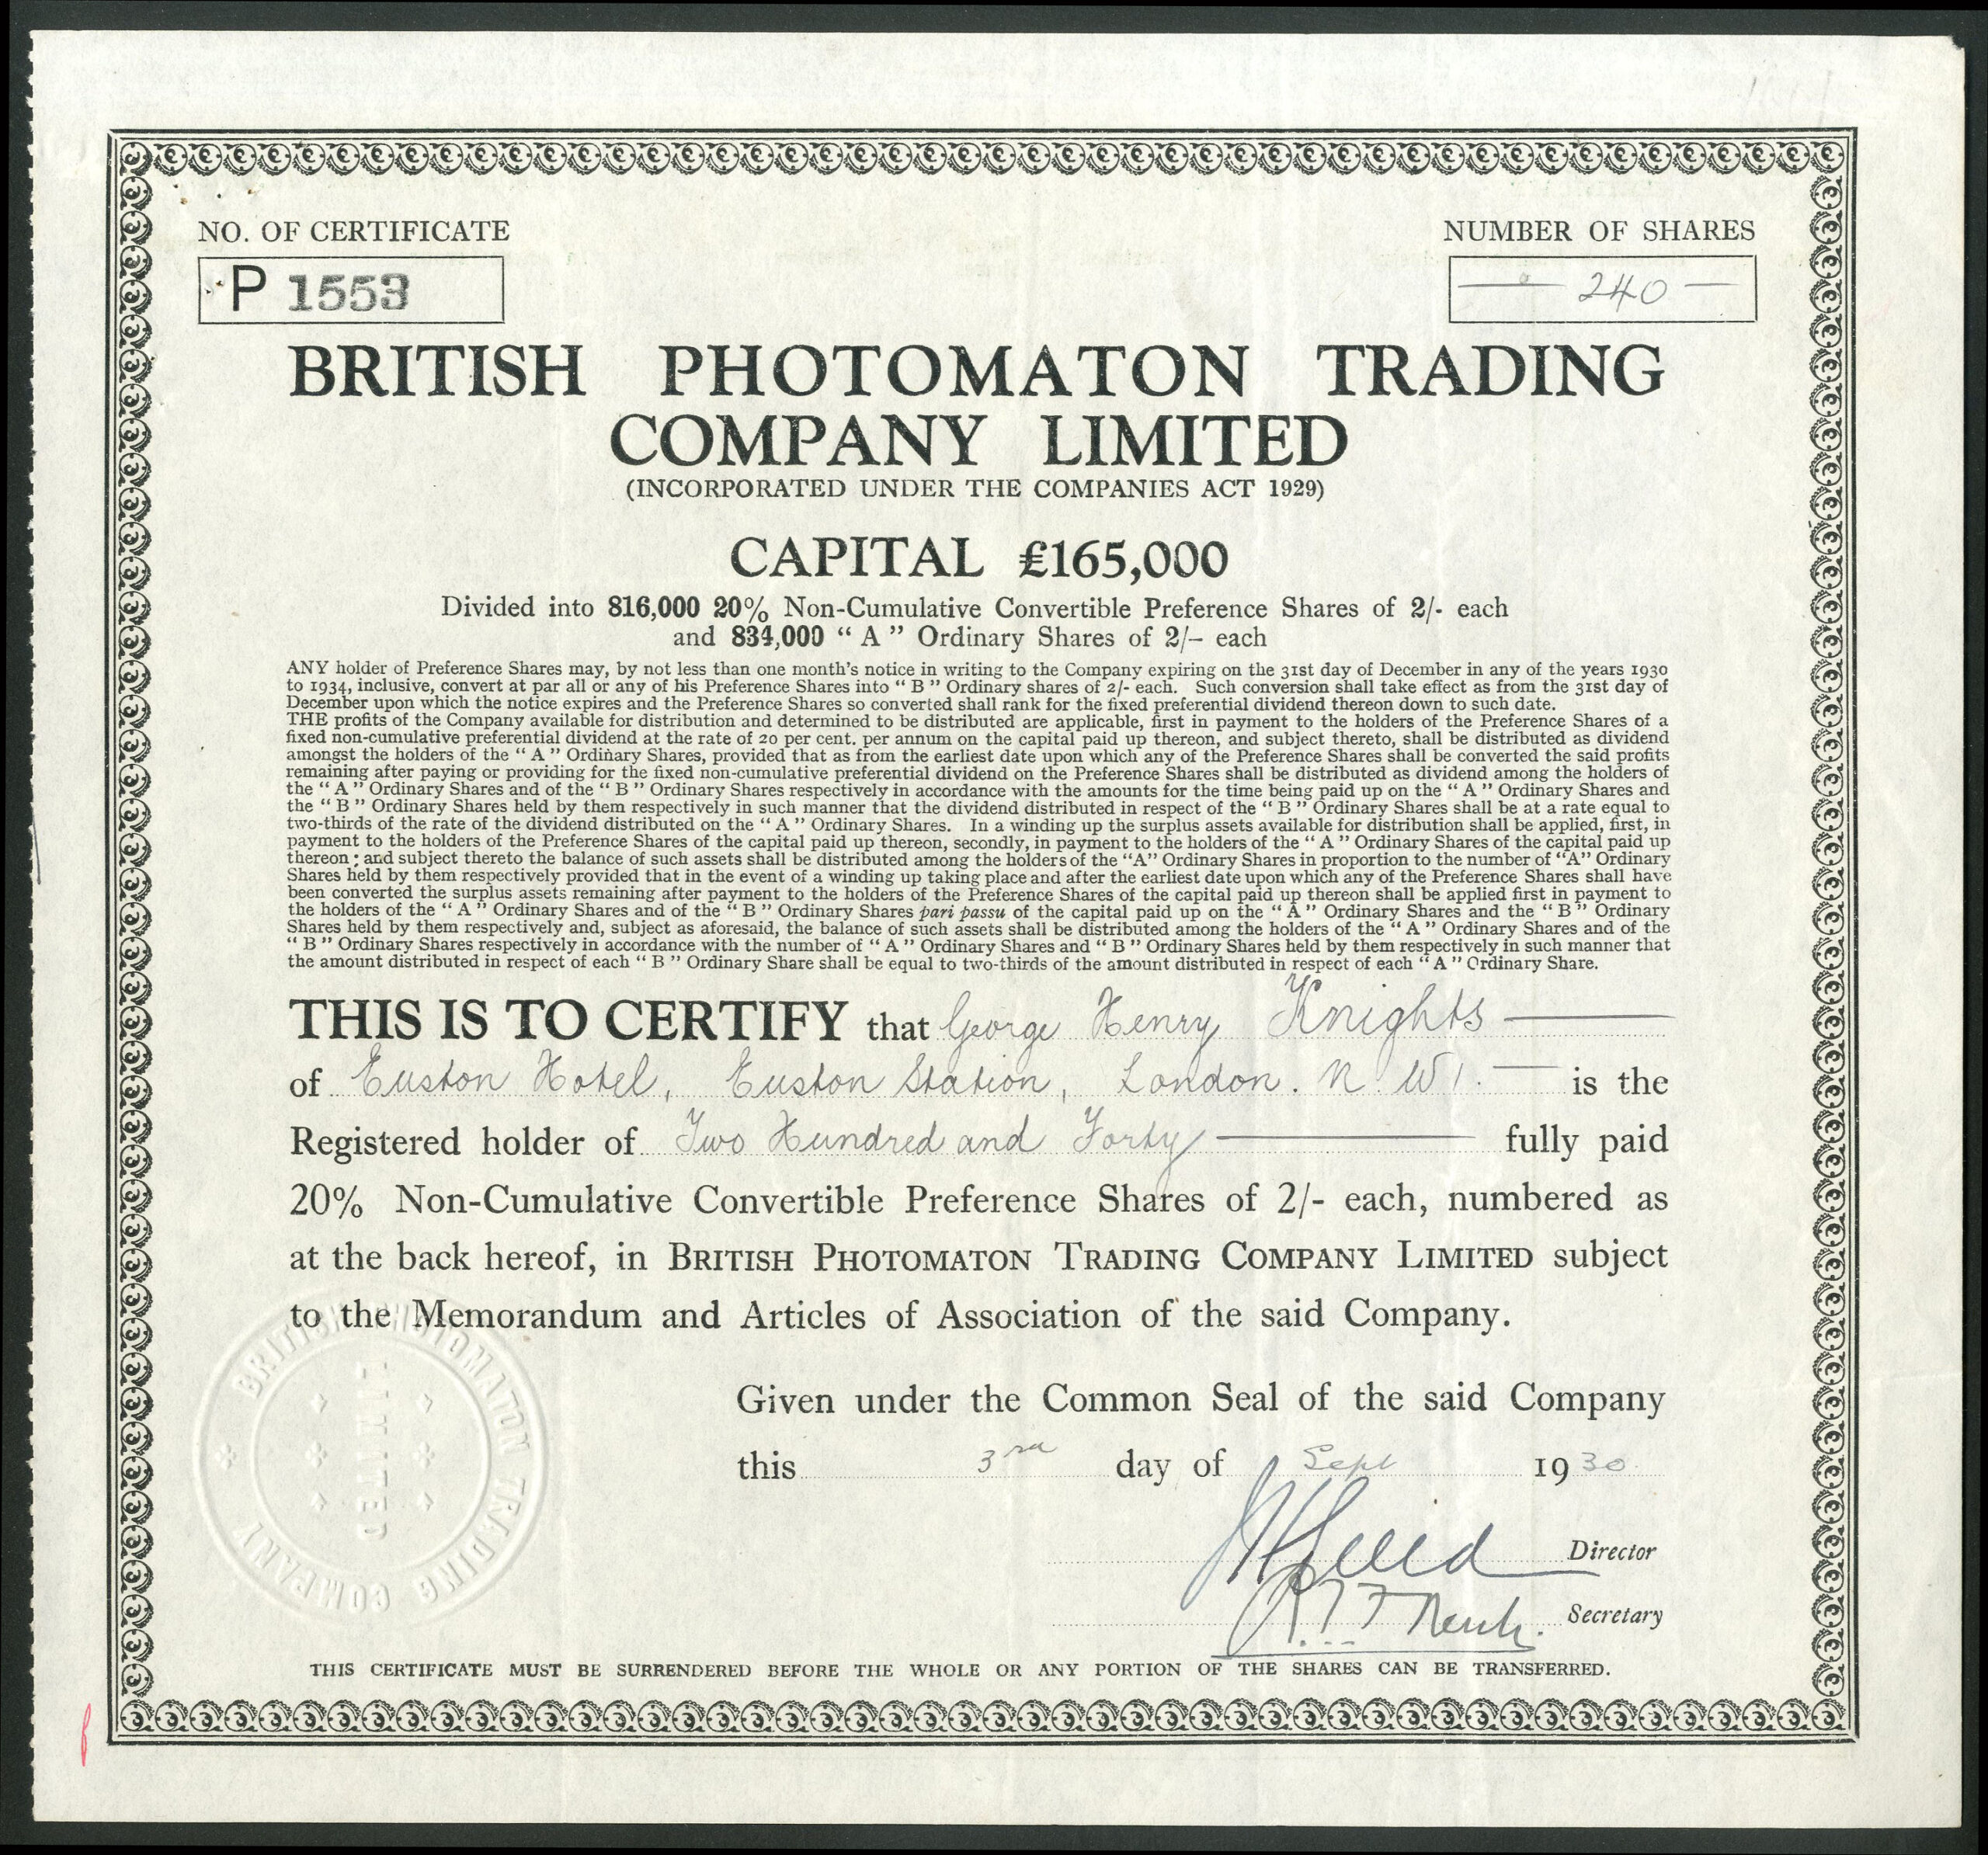 NO. OF CERTIFICATE
P 1553
NUMBER OF SHARES
240
BRITISH PHOTOMATON TRADING
COMPANY LIMITED
(INCORPORATED UNDER THE COMPANIES ACT 1929)
CAPITAL £165,000
Divided into 816,000 20% Non-Cumulative Convertible Preference Shares of 2/- each
and 834,000 “ A ” Ordinary Shares of 2/- each
ANY holder of Preference Shares may, by not less than one month's notice in writing to the Company expiring on the 31st day of December in any of the years 1930
to 1934, inclusive, convert at par all or any of his Preference Shares into “ B ” Ordinary shares of 2/- each. Such conversion shall take effect as from the 31st day of
December upon which the notice expires and the Preference Shares so converted shall rank for the fixed preferential dividend thereon down to such date.
THE profits of the Company available for distribution and determined to be distributed are applicable, first in payment to the holders of the Preference Shares of a
fixed non-cumulative preferential dividend at the rate of 20 per cent. per annum on the capital paid up thereon, and subject thereto, shall be distributed as dividend
amongst the holders of the “ A ” Ordinary Shares, provided that as from the earliest date upon which any of the Preference Shares shall be converted the said profits
remaining after paying or providing for the fixed non-cumulative preferential dividend on the Preference Shares shall be distributed as dividend among the holders of
the “ A ” Ordinary Shares and of the “ B ” Ordinary Shares respectively in accordance with the amounts for the time being paid up on the “ A ” Ordinary Shares and
the “ B ” Ordinary Shares held by them respectively in such manner that the dividend distributed in respect of the “ B ” Ordinary Shares shall be at a rate equal to
two-thirds of the rate of the dividend distributed on the “ A ” Ordinary Shares. In a winding up the surplus assets available for distribution shall be applied, first, in
payment to the holders of the Preference Shares of the capital paid up thereon, secondly, in payment to the holders of the “ A ” Ordinary Shares of the capital paid up
thereon ; and subject thereto the balance of such assets shall be distributed among the holders of the “A” Ordinary Shares in proportion to the number of “A” Ordinary
Shares held by them respectively provided that in the event of a winding up taking place and after the earliest date upon which any of the Preference Shares shall have
been converted the surplus assets remaining after payment to the holders of the Preference Shares of the capital paid up thereon shall be applied first in payment to
the holders of the “ A ” Ordinary Shares and of the “ B ” Ordinary Shares pari passu of the capital paid up on the “ A ” Ordinary Shares and the “ B ” Ordinary
Shares held by them respectively and, subject as aforesaid, the balance of such assets shall be distributed among the holders of the “ A ” Ordinary Shares and of the
“ B ” Ordinary Shares respectively in accordance with the number of “ A ” Ordinary Shares and “ B ” Ordinary Shares held by them respectively in such manner that
the amount distributed in respect of each “ B ” Ordinary Share shall be equal to two-thirds of the amount distributed in respect of each “ A ” Ordinary Share.
THIS IS TO CERTIFY that George Henry Knights
of Euston Hotel, Euston Station, London. N. W1. is the
Registered holder of Two Hundred and Forty fully paid
20% Non-Cumulative Convertible Preference Shares of 2/- each, numbered as
at the back hereof, in BRITISH PHOTOMATON TRADING COMPANY LIMITED subject
to the Memorandum and Articles of Association of the said Company.
BRITISH PHOTOMATON TRADING COMPANY
LIMITED
Given under the Common Seal of the said Company
this 3rd day of Sept 1930
Director
Secretary
THIS CERTIFICATE MUST BE SURRENDERED BEFORE THE WHOLE OR ANY PORTION OF THE SHARES CAN BE TRANSFERRED.